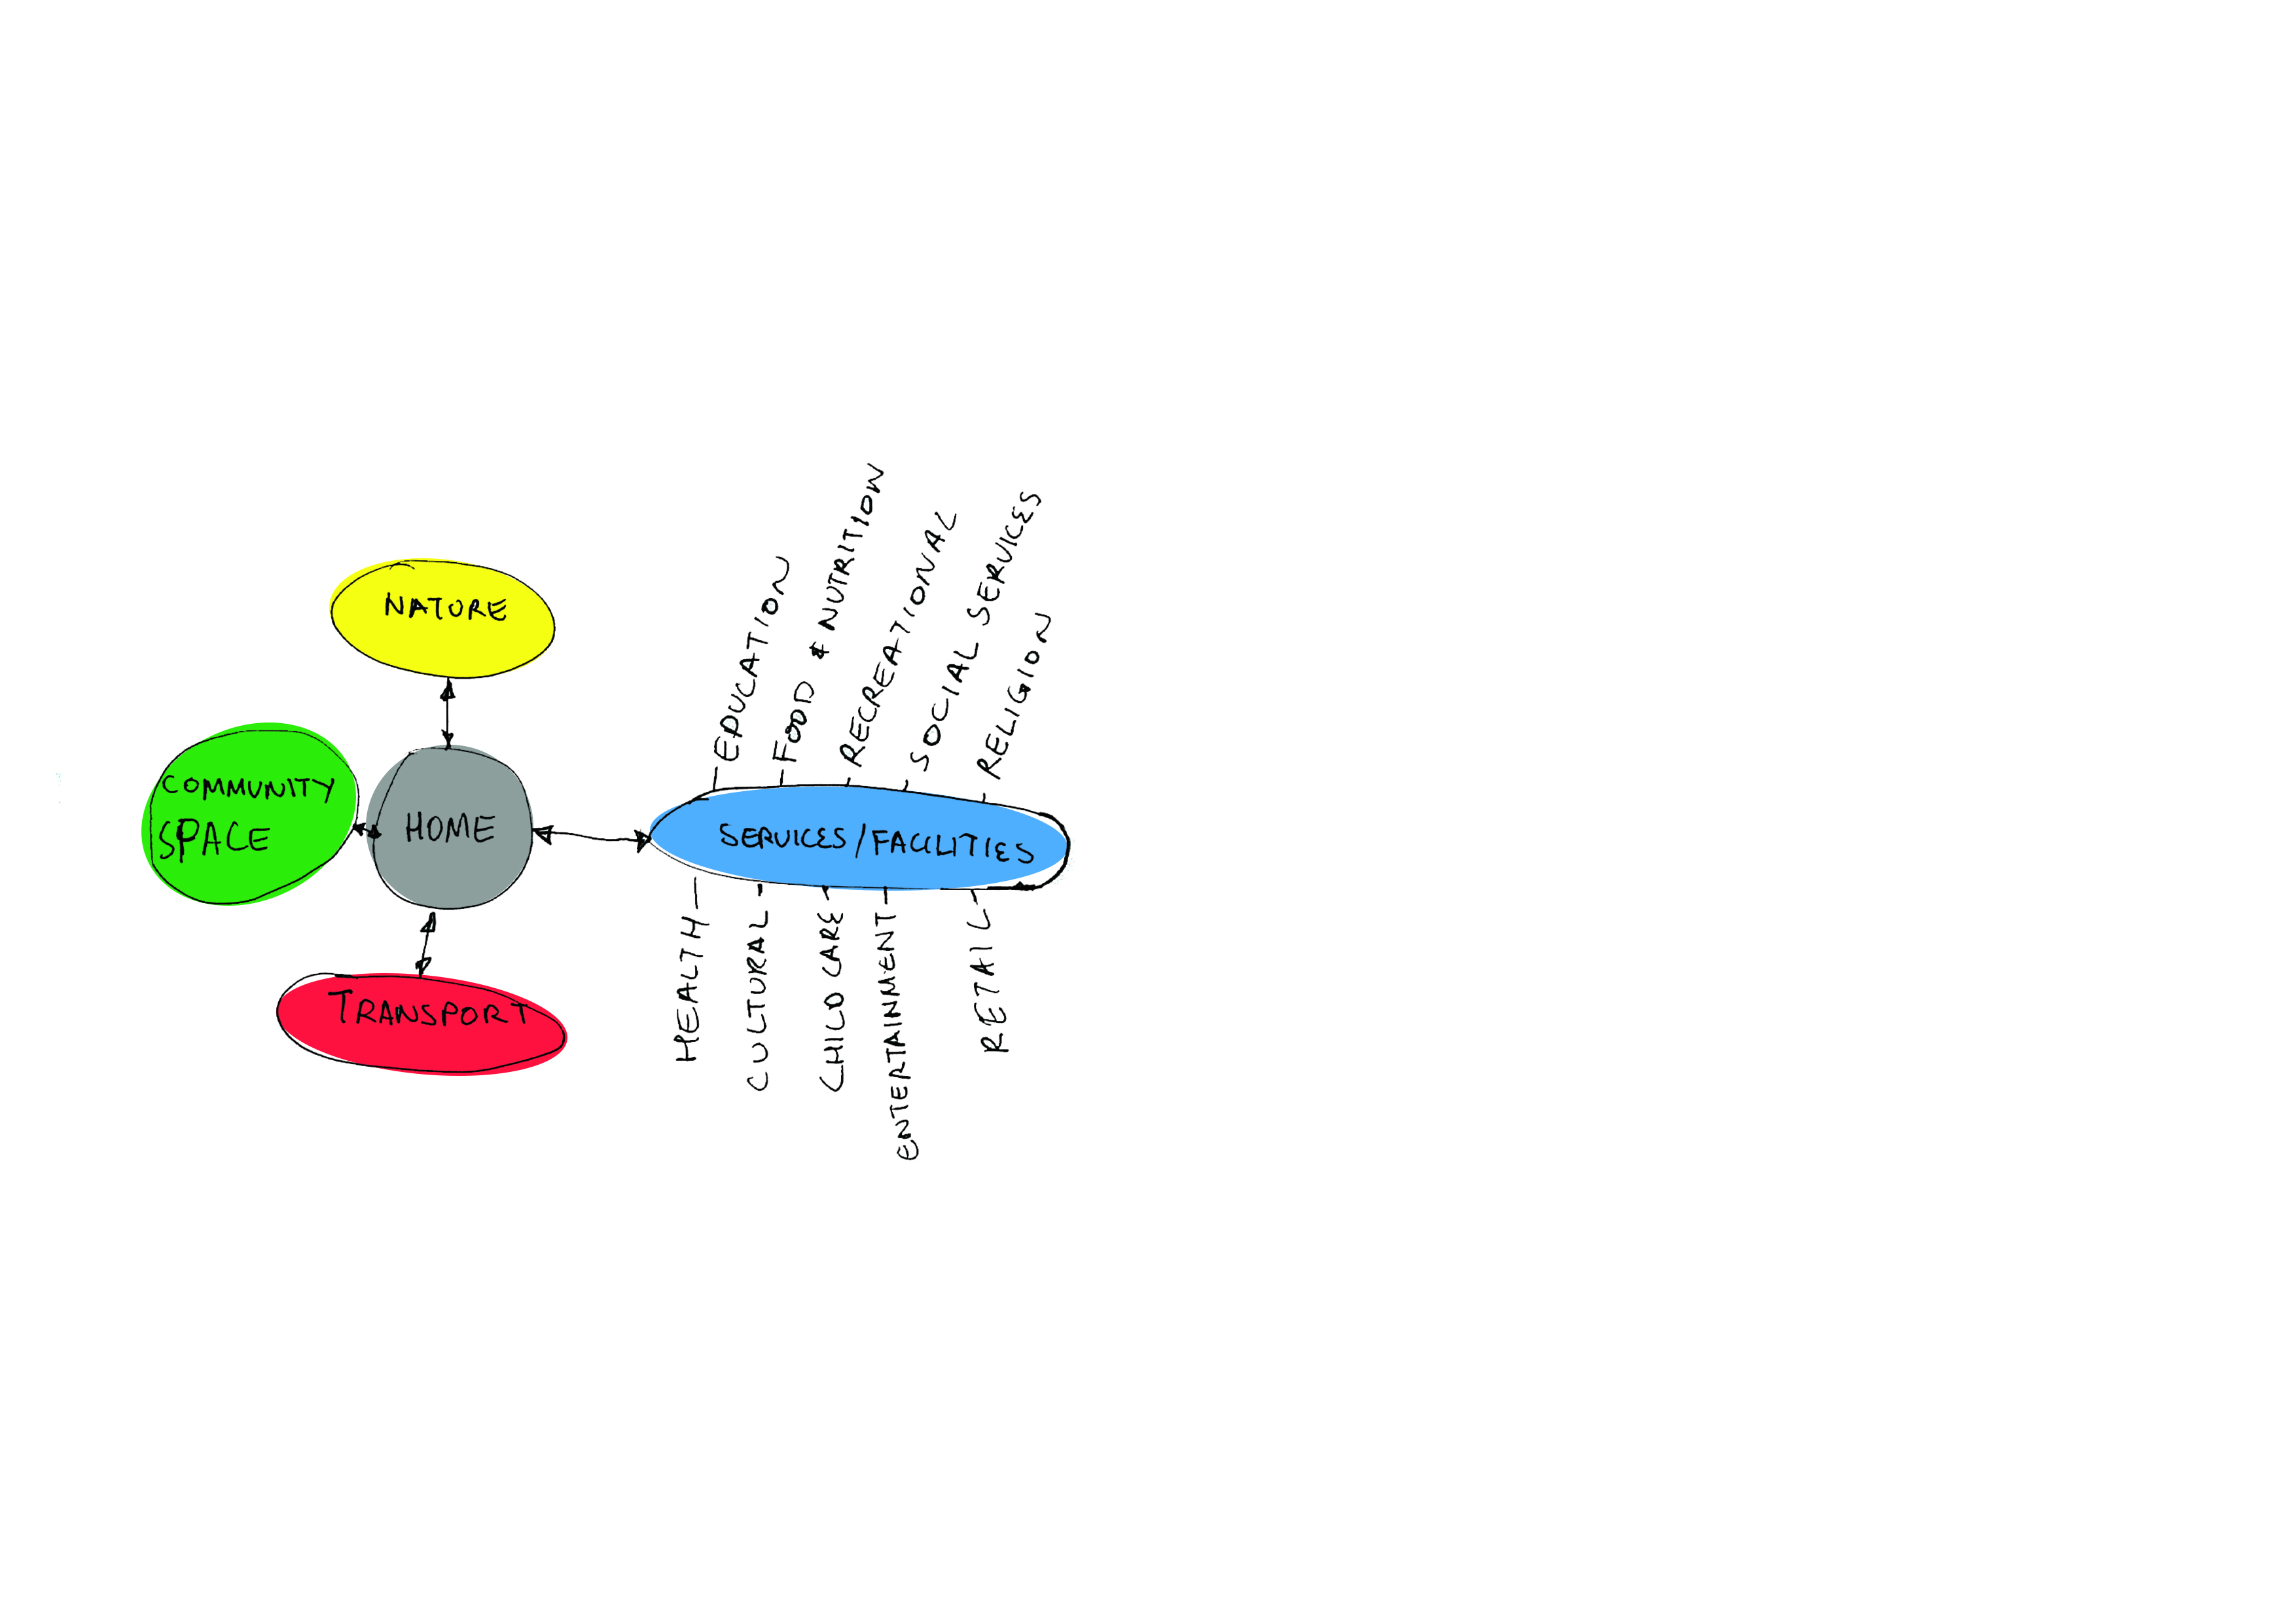 NATURE
COMMUNITY
SPACE
HOME
TRANSPORT
EDUCATION
FOOD & NUTRITION
RECREATIONAL
SOCIAL SERVICES
RELIGION
SERVICES/FACILITIES
HEALTH
CULTURAL
CHILD CARE
ENTERTAINMENT
RETAIL